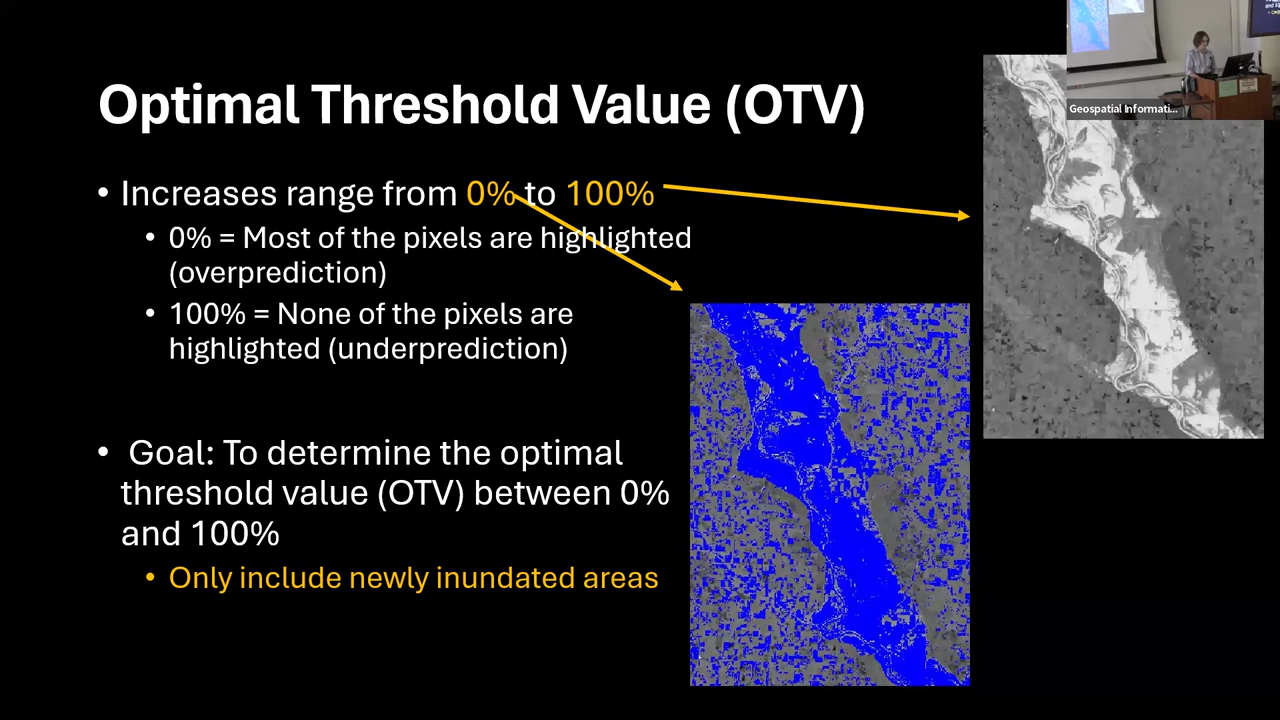 Optimal Threshold Value (OTV)
• Increases range from 0% to 100%
• 0% = Most of the pixels are highlighted
(overprediction)
• 100% = None of the pixels are
highlighted (underprediction)
• Goal: To determine the optimal
threshold value (OTV) between 0%
and 100%
• Only include newly inundated areas
Geospatial Informati...